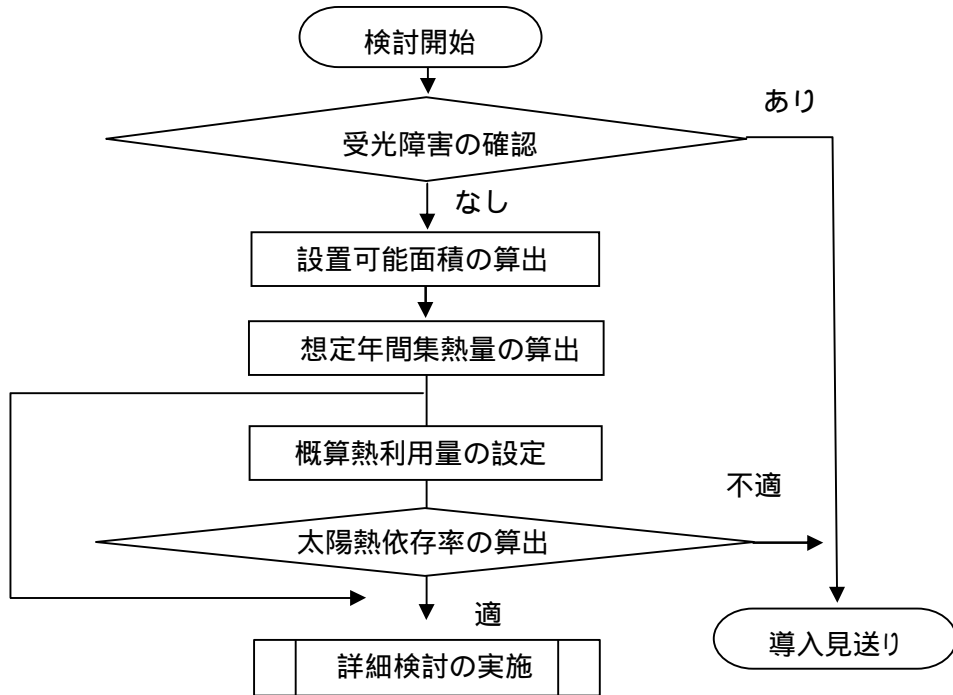 検討開始
あり
受光障害の確認
なし
設置可能面積の算出
想定年間集熱量の算出
概算熱利用量の設定
不適
太陽熱依存率の算出
適
導入見送り
詳細検討の実施